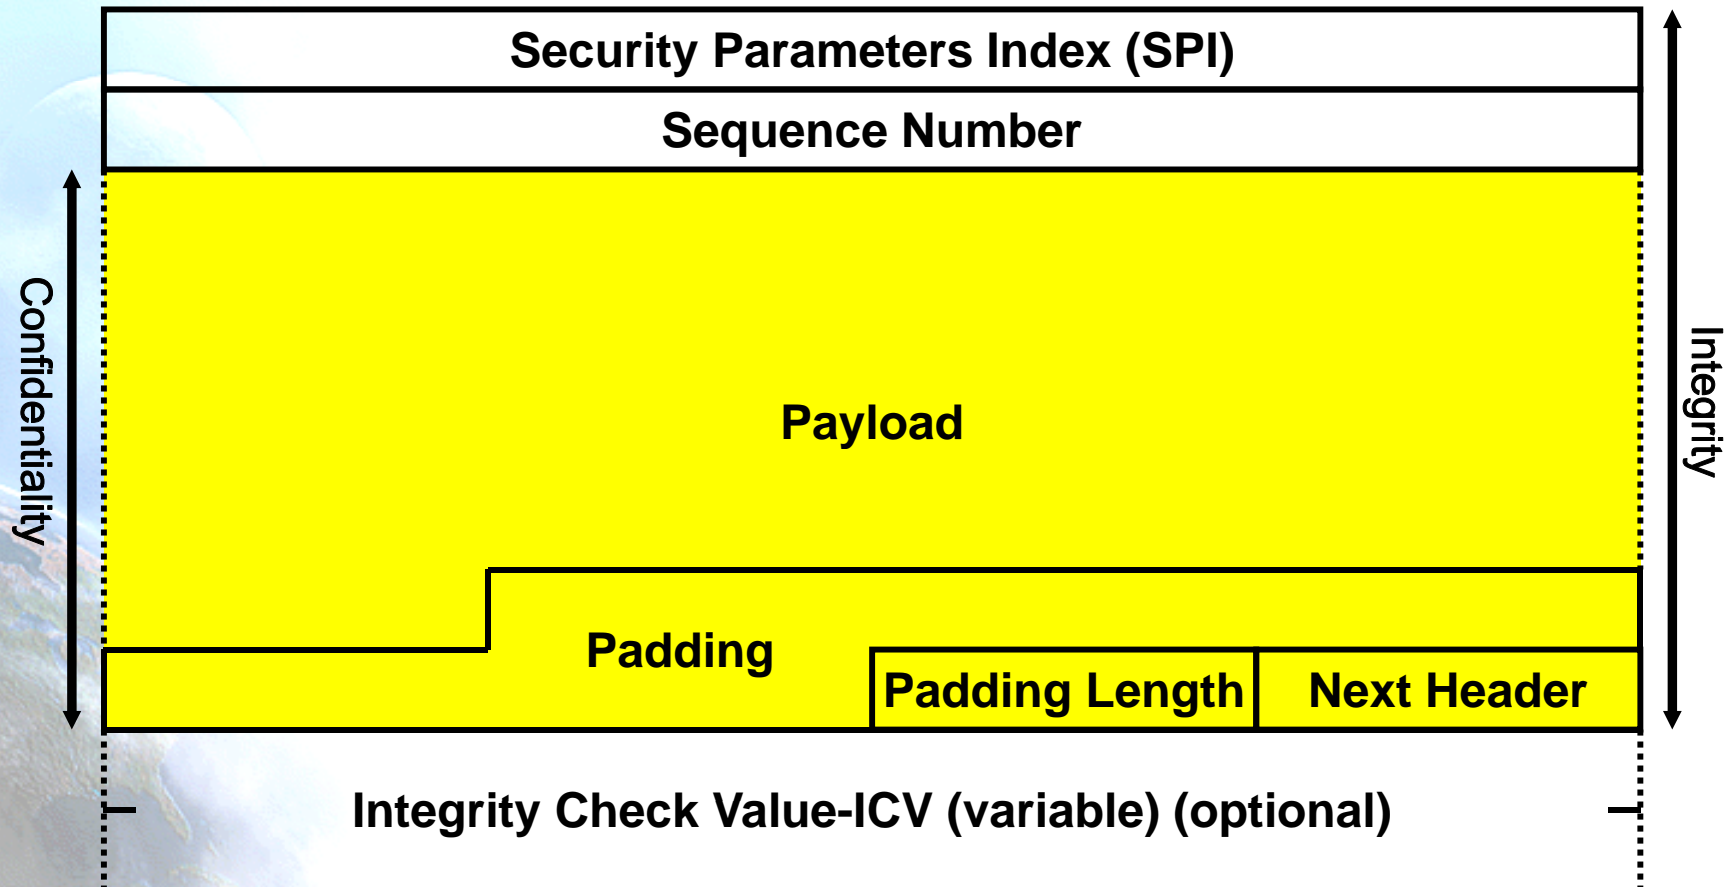 Security Parameters Index (SPI)
Sequence Number
Confidentiality
Payload
Integrity
Padding
Padding Length
Next Header
Integrity Check Value-ICV (variable) (optional)